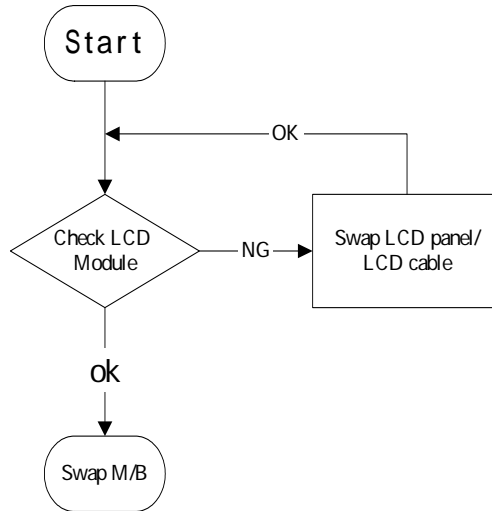 Start
OK
Check LCD
Module
NG
Swap LCD panel/
LCD cable
ok
Swap M/B